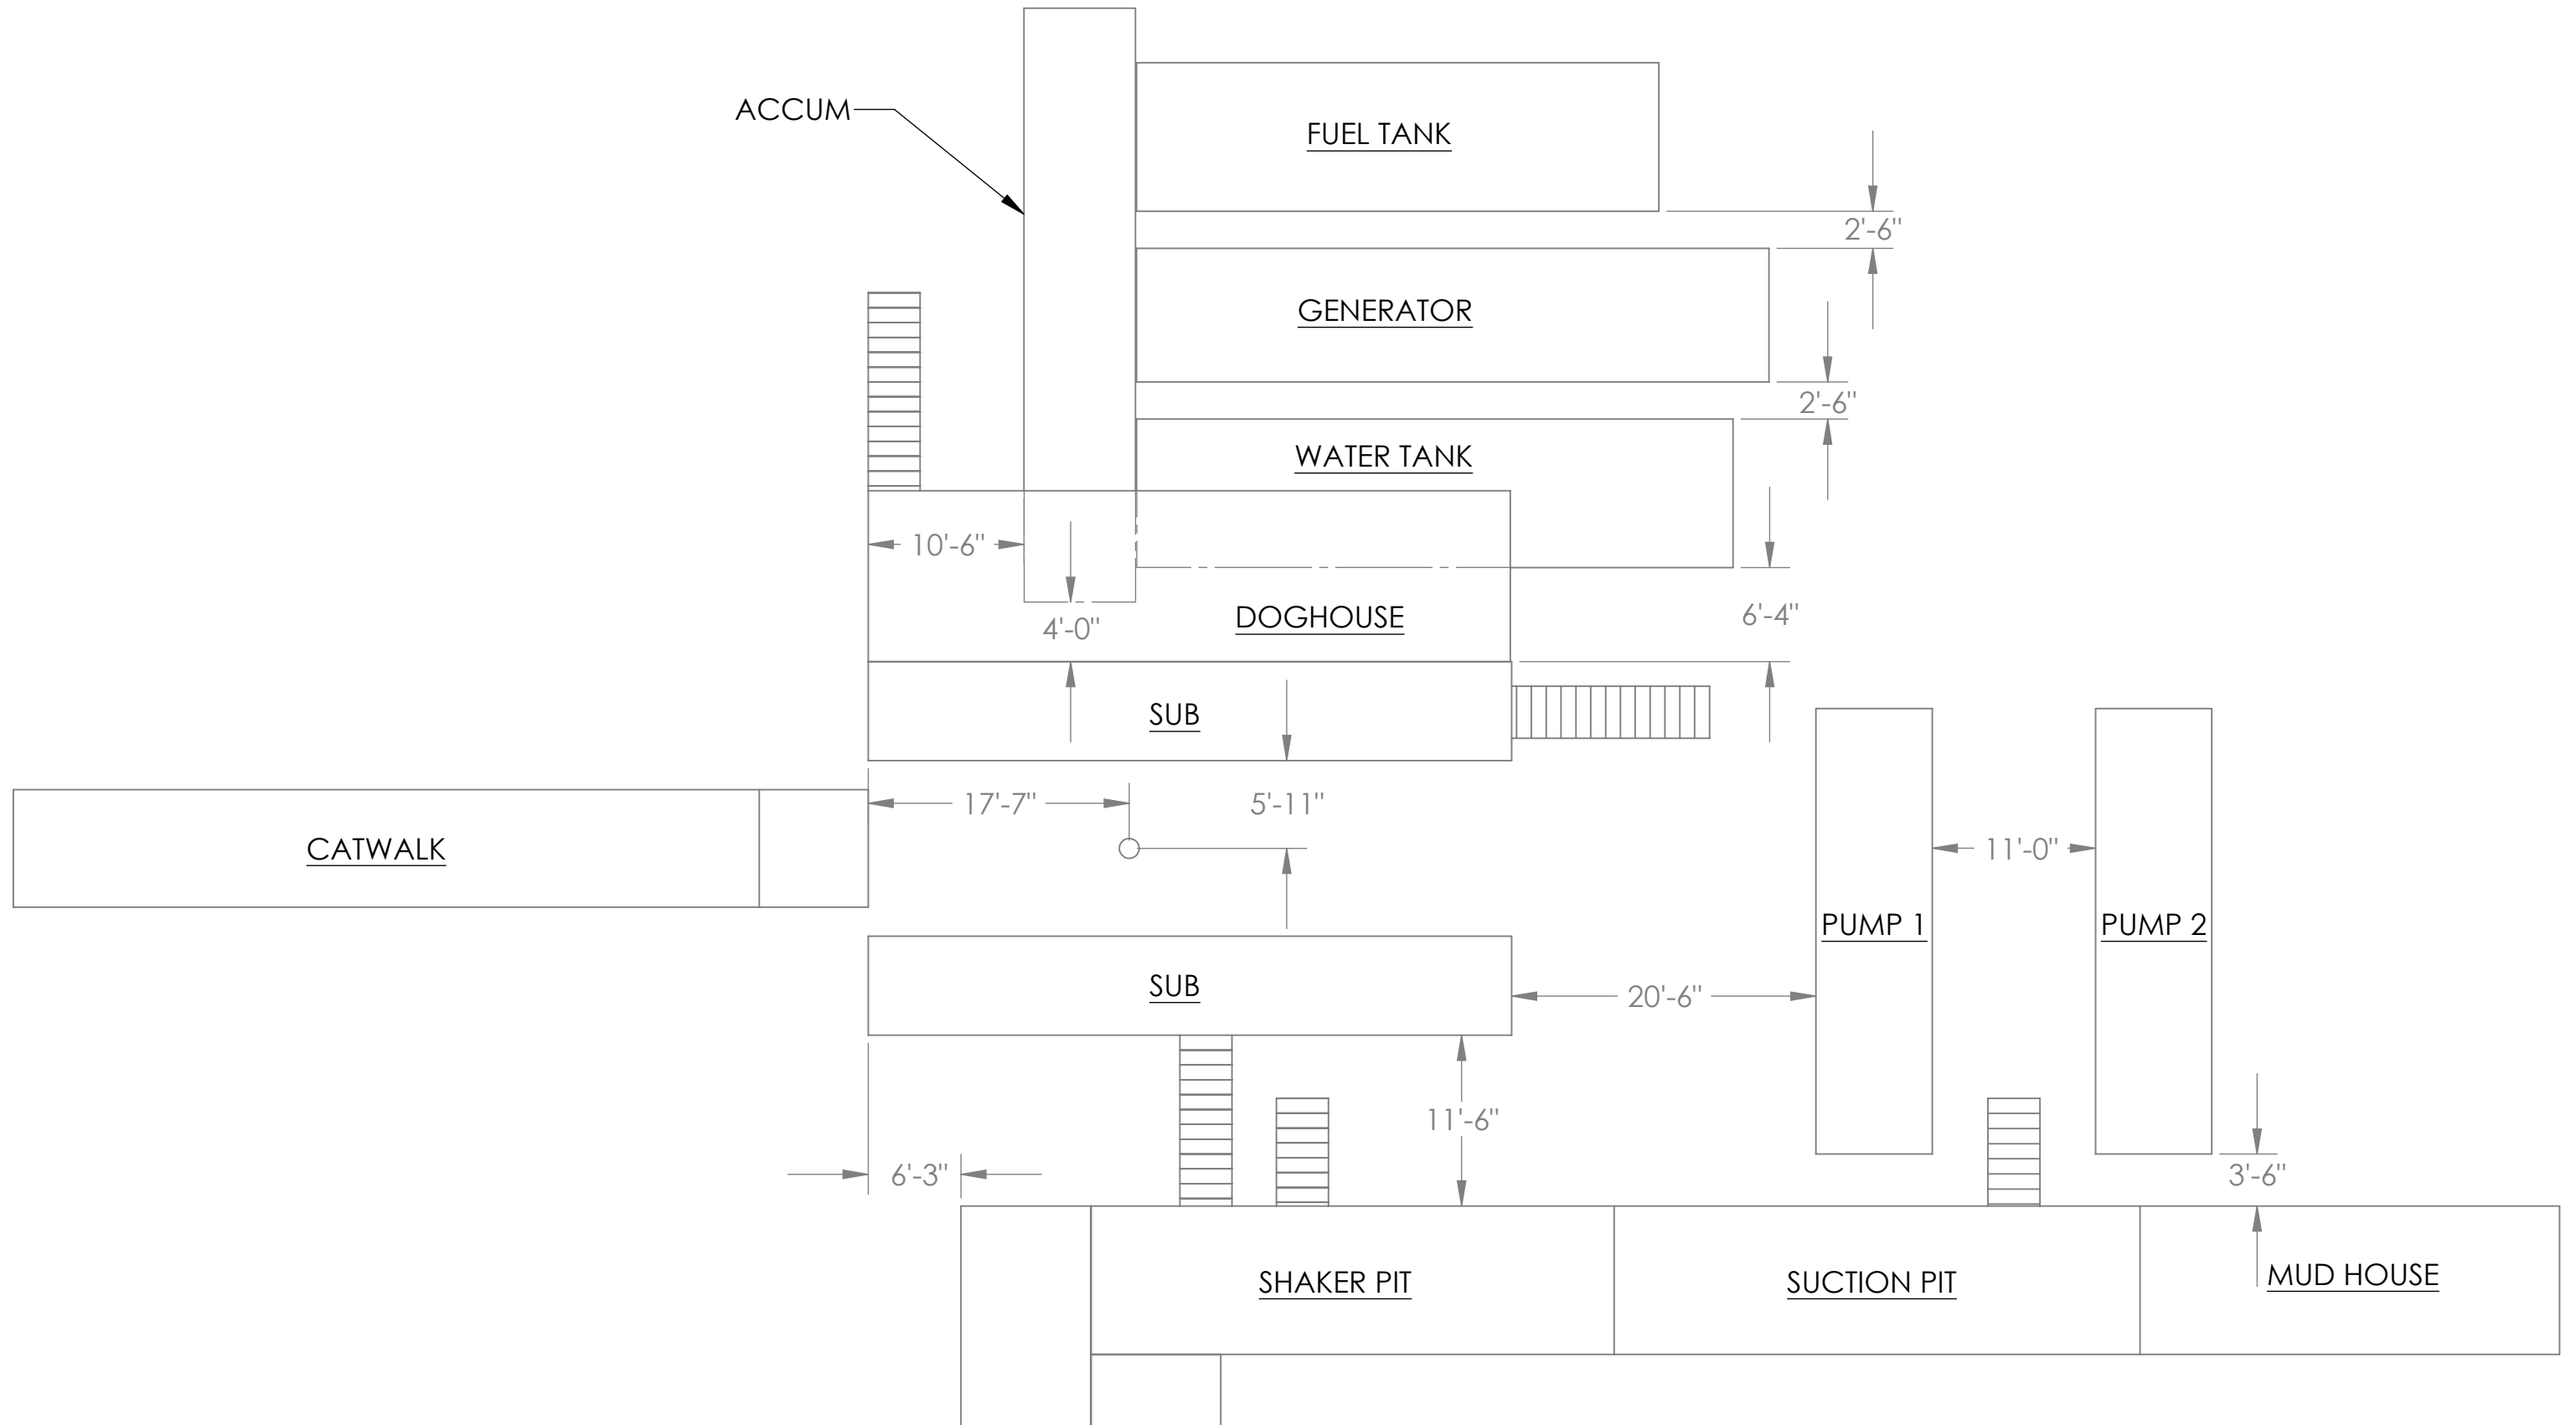 ACCUM
FUEL TANK
2'-6"
GENERATOR
2'-6"
WATER TANK
10'-6"
4'-0"
DOGHOUSE
6'-4"
SUB
17'-7"
5'-11"
CATWALK
11'-0"
PUMP 1
PUMP 2
SUB
20'-6"
11'-6"
6'-3"
3'-6"
SHAKER PIT
SUCTION PIT
MUD HOUSE